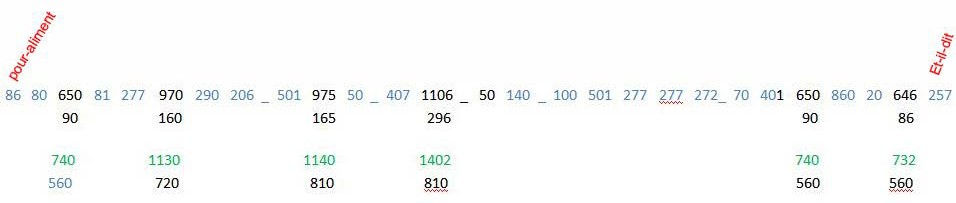 pour-aliment Et-il-dit
86 80 650 81 277 970 290 206 _ 501 975 50 _ 407 1106 _ 50 140 _ 100 501 277 277 272_ 70 401 650 860 20 646 257
90 160 165 296 90 86
740 1130 1140 1402 740 732
560 720 810 810 560 560